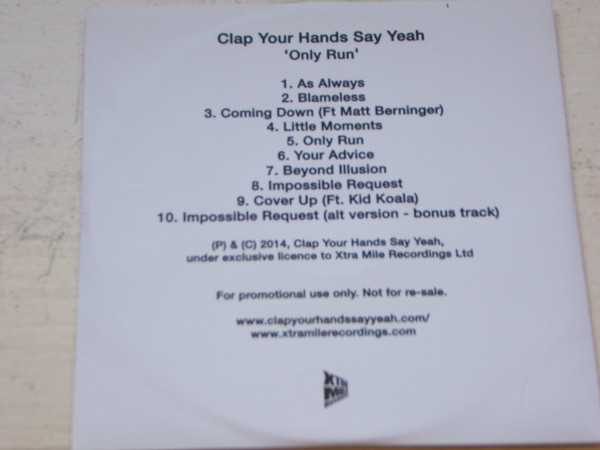 Clap Your Hands Say Yeah
'Only Run'
1. As Always
2. Blameless
3. Coming Down (Ft Matt Berninger)
4. Little Moments
5. Only Run
6. Your Advice
7. Beyond Illusion
8. Impossible Request
9. Cover Up (Ft. Kid Koala)
10. Impossible Request (alt version - bonus track)
(P) & (C) 2014, Clap Your Hands Say Yeah,
under exclusive licence to Xtra Mile Recordings Ltd
For promotional use only. Not for re-sale.
www.clapyourhandssayyeah.com/
www.xtramilerecordings.com